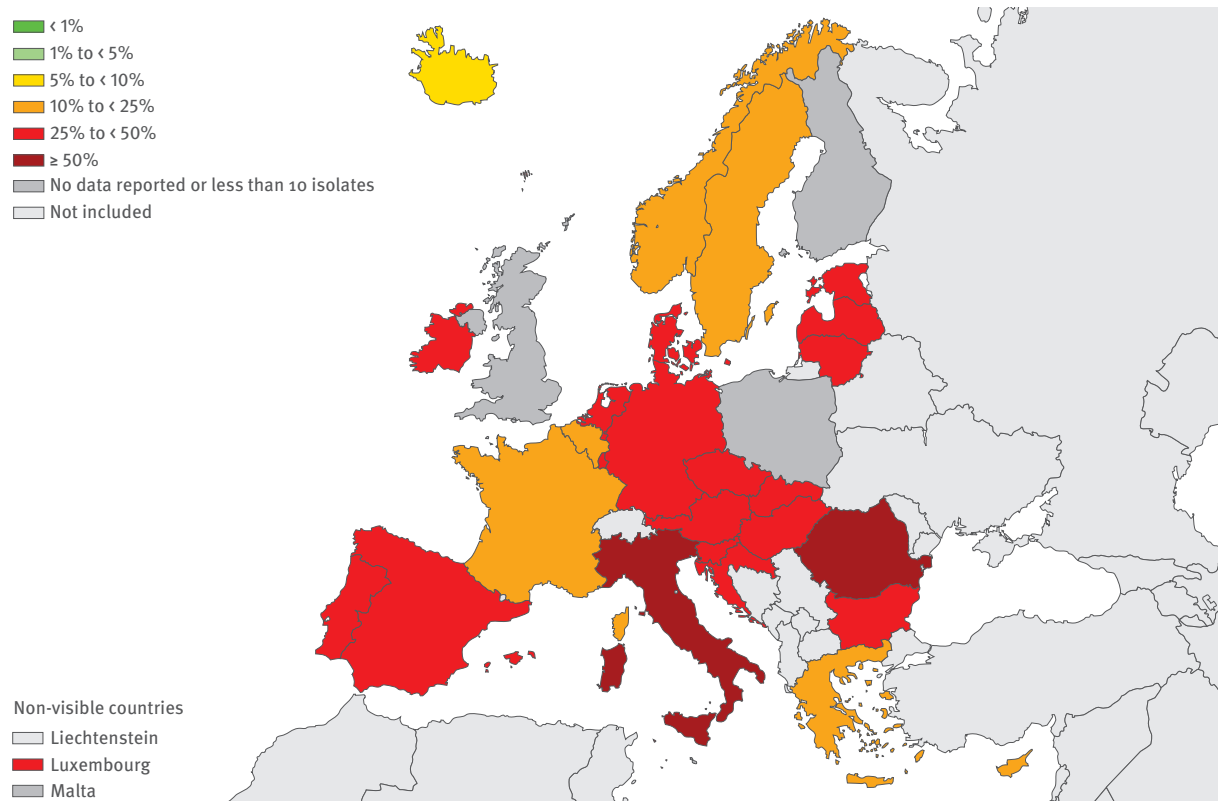 < 1%
1% to < 5%
5% to < 10%
10% to < 25%
25% to < 50%
≥ 50%
No data reported or less than 10 isolates
Not included
Non-visible countries
Liechtenstein
Luxembourg
Malta